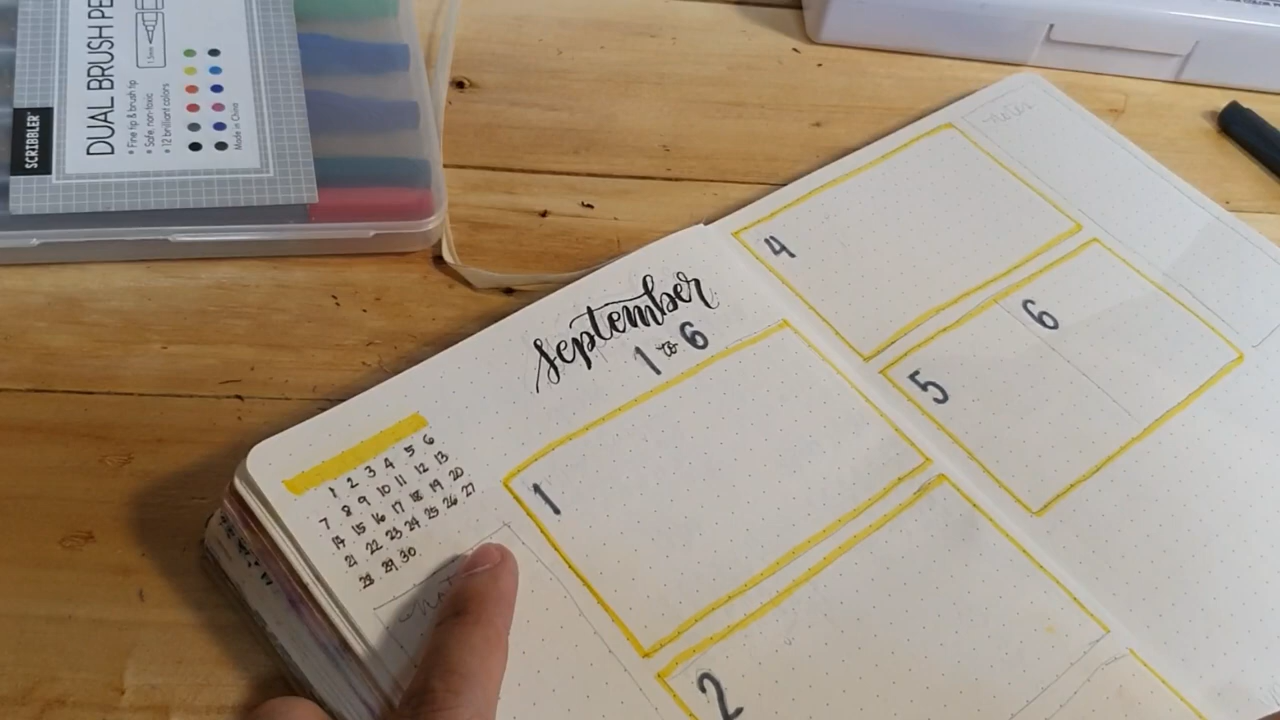 SCRIBBLER
DUAL BRUSH PE
Fine tip & brush tip
Safe, non-toxic
12 brilliant colors
Made in China
notes
4
september
1 to 6
6
5
1 2 3 4 5 6
7 8 9 10 11 12 13
14 15 16 17 18 19 20
21 22 23 24 25 26 27
28 29 30
1
2